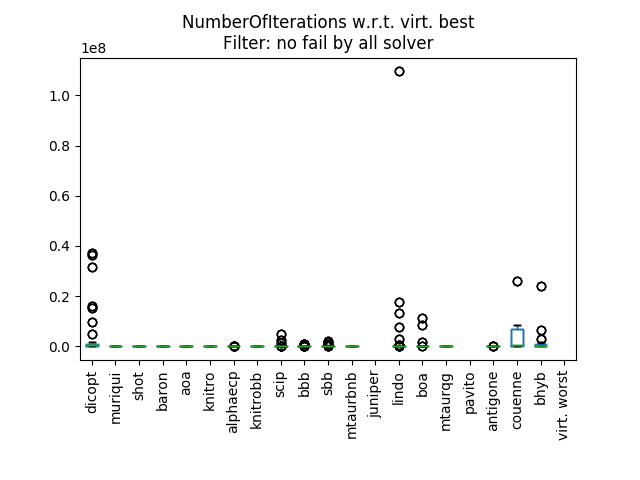 NumberOfIterations w.r.t. virt. best
Filter: no fail by all solver
1e8
1.0
0.8
0.6
0.4
0.2
0.0
dicopt
muriqui
shot
baron
aoa
knitro
alphaecp
knitrobb
scip
bbb
sbb
mtaurbnb
juniper
lindo
boa
mtaurqg
pavito
antigone
couenne
bhyb
virt. worst